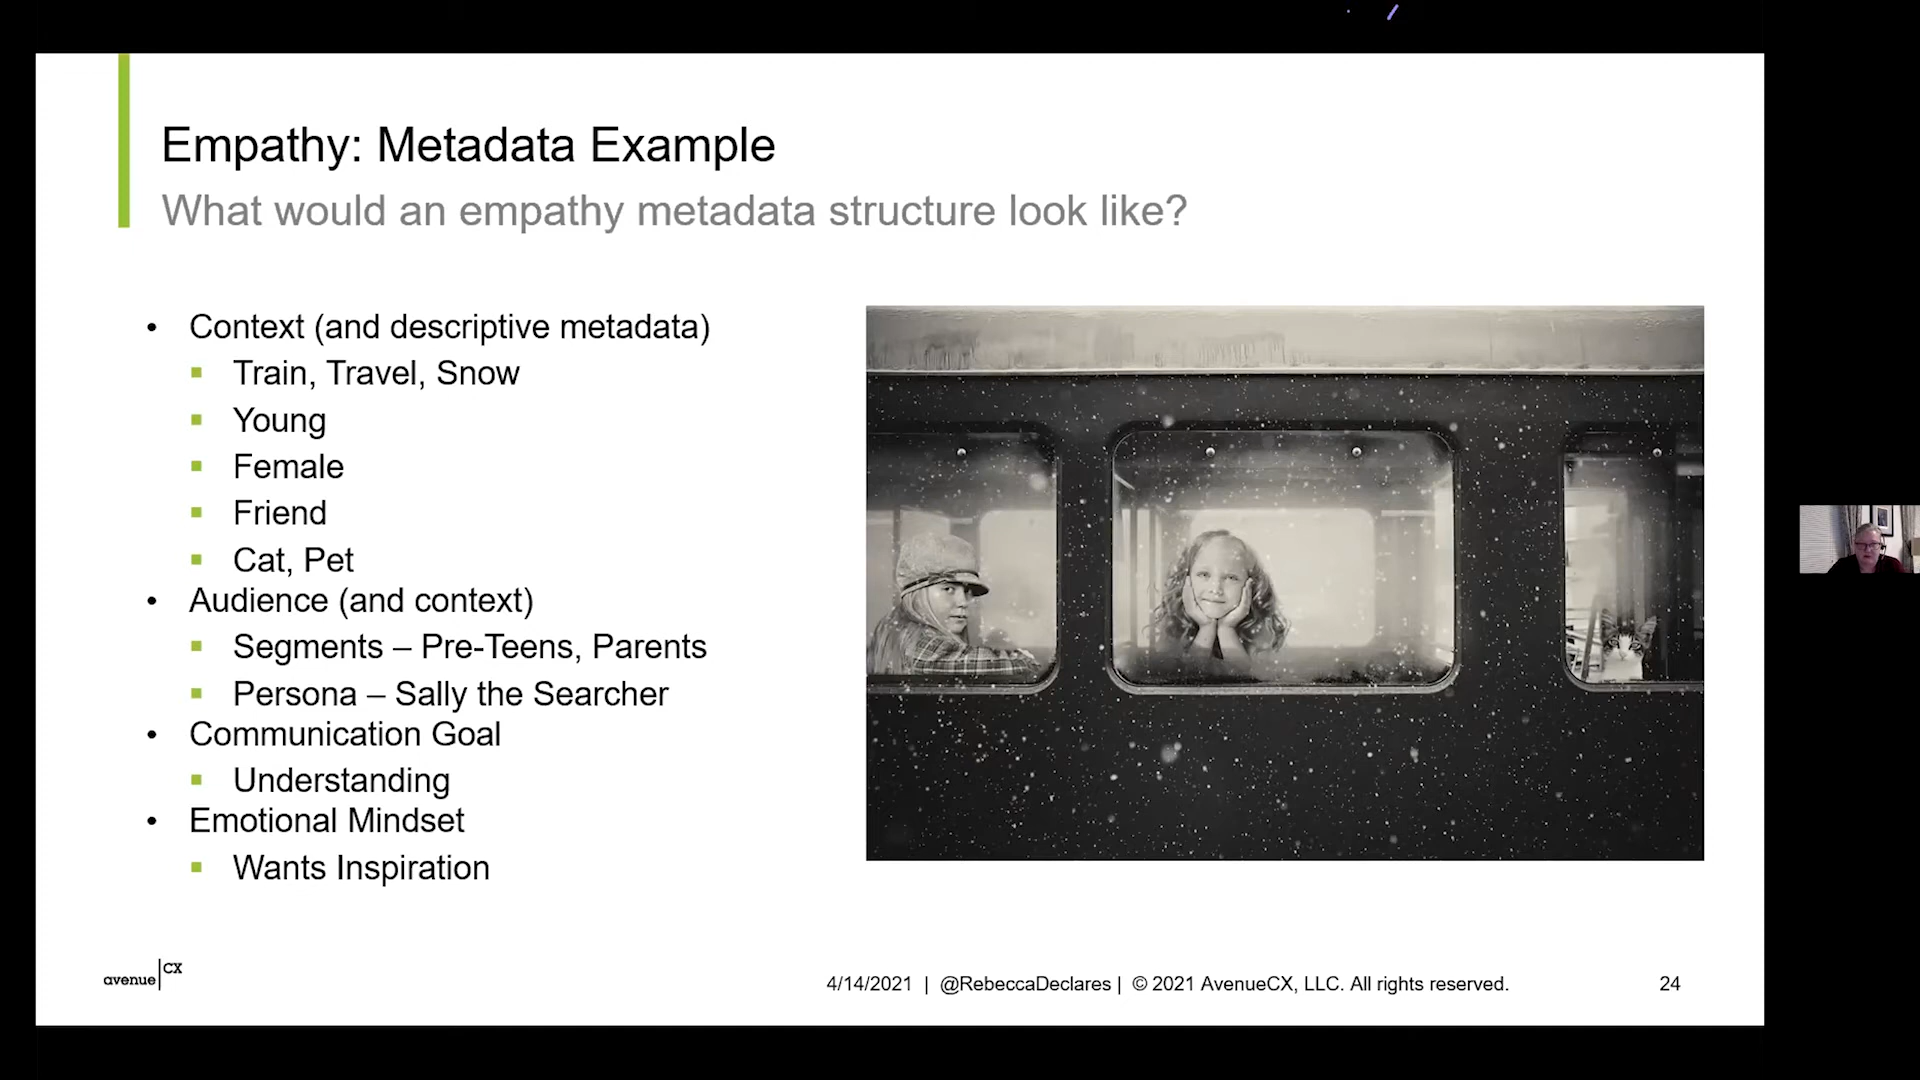 Empathy: Metadata Example
What would an empathy metadata structure look like?
• Context (and descriptive metadata)
▪ Train, Travel, Snow
▪ Young
▪ Female
▪ Friend
▪ Cat, Pet
• Audience (and context)
▪ Segments – Pre-Teens, Parents
▪ Persona – Sally the Searcher
• Communication Goal
▪ Understanding
• Emotional Mindset
▪ Wants Inspiration
avenue|CX
4/14/2021 | @RebeccaDeclares | © 2021 AvenueCX, LLC. All rights reserved.
24